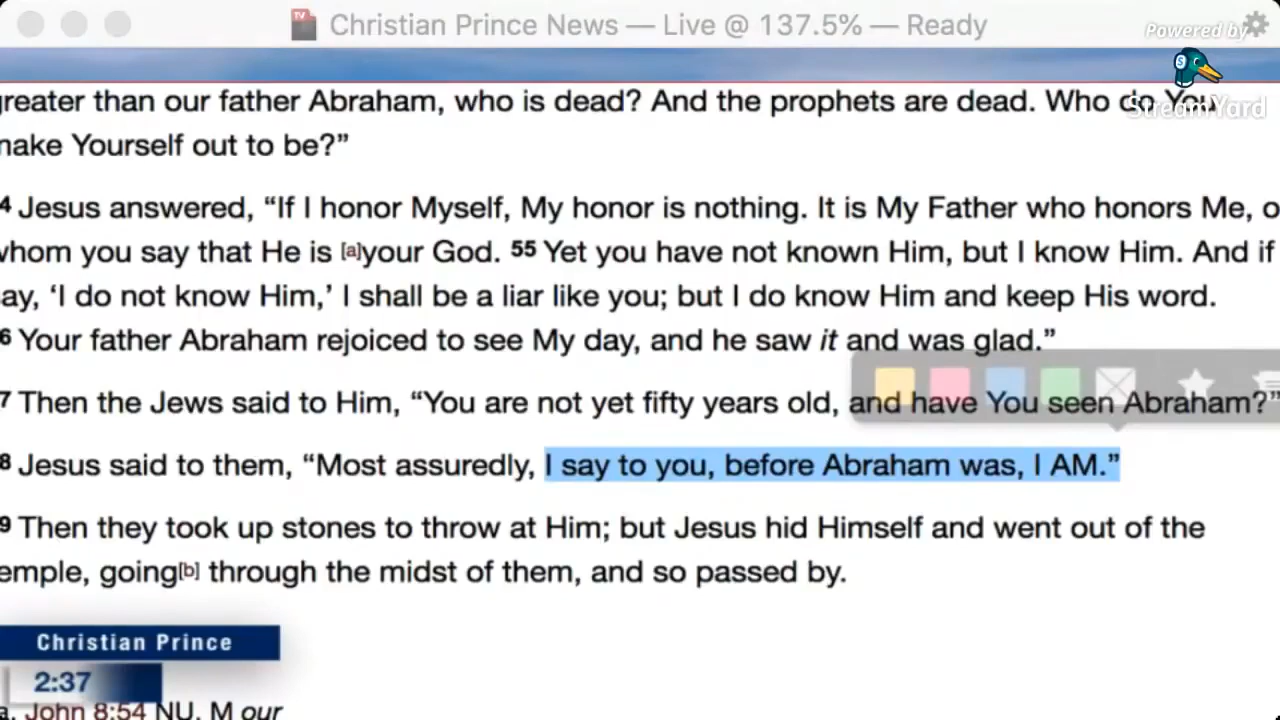 Christian Prince News — Live @ 137.5% — Ready
Powered by
StreamYard
greater than our father Abraham, who is dead? And the prophets are dead. Who do You
make Yourself out to be?”
4 Jesus answered, “If I honor Myself, My honor is nothing. It is My Father who honors Me, o
whom you say that He is [a]your God. 55 Yet you have not known Him, but I know Him. And if
ay, ‘I do not know Him,’ I shall be a liar like you; but I do know Him and keep His word.
6 Your father Abraham rejoiced to see My day, and he saw it and was glad.”
7 Then the Jews said to Him, “You are not yet fifty years old, and have You seen Abraham?”
8 Jesus said to them, “Most assuredly, I say to you, before Abraham was, I AM.”
9 Then they took up stones to throw at Him; but Jesus hid Himself and went out of the
emple, going[b] through the midst of them, and so passed by.
Christian Prince
2:37
a. John 8:54 NU, M our